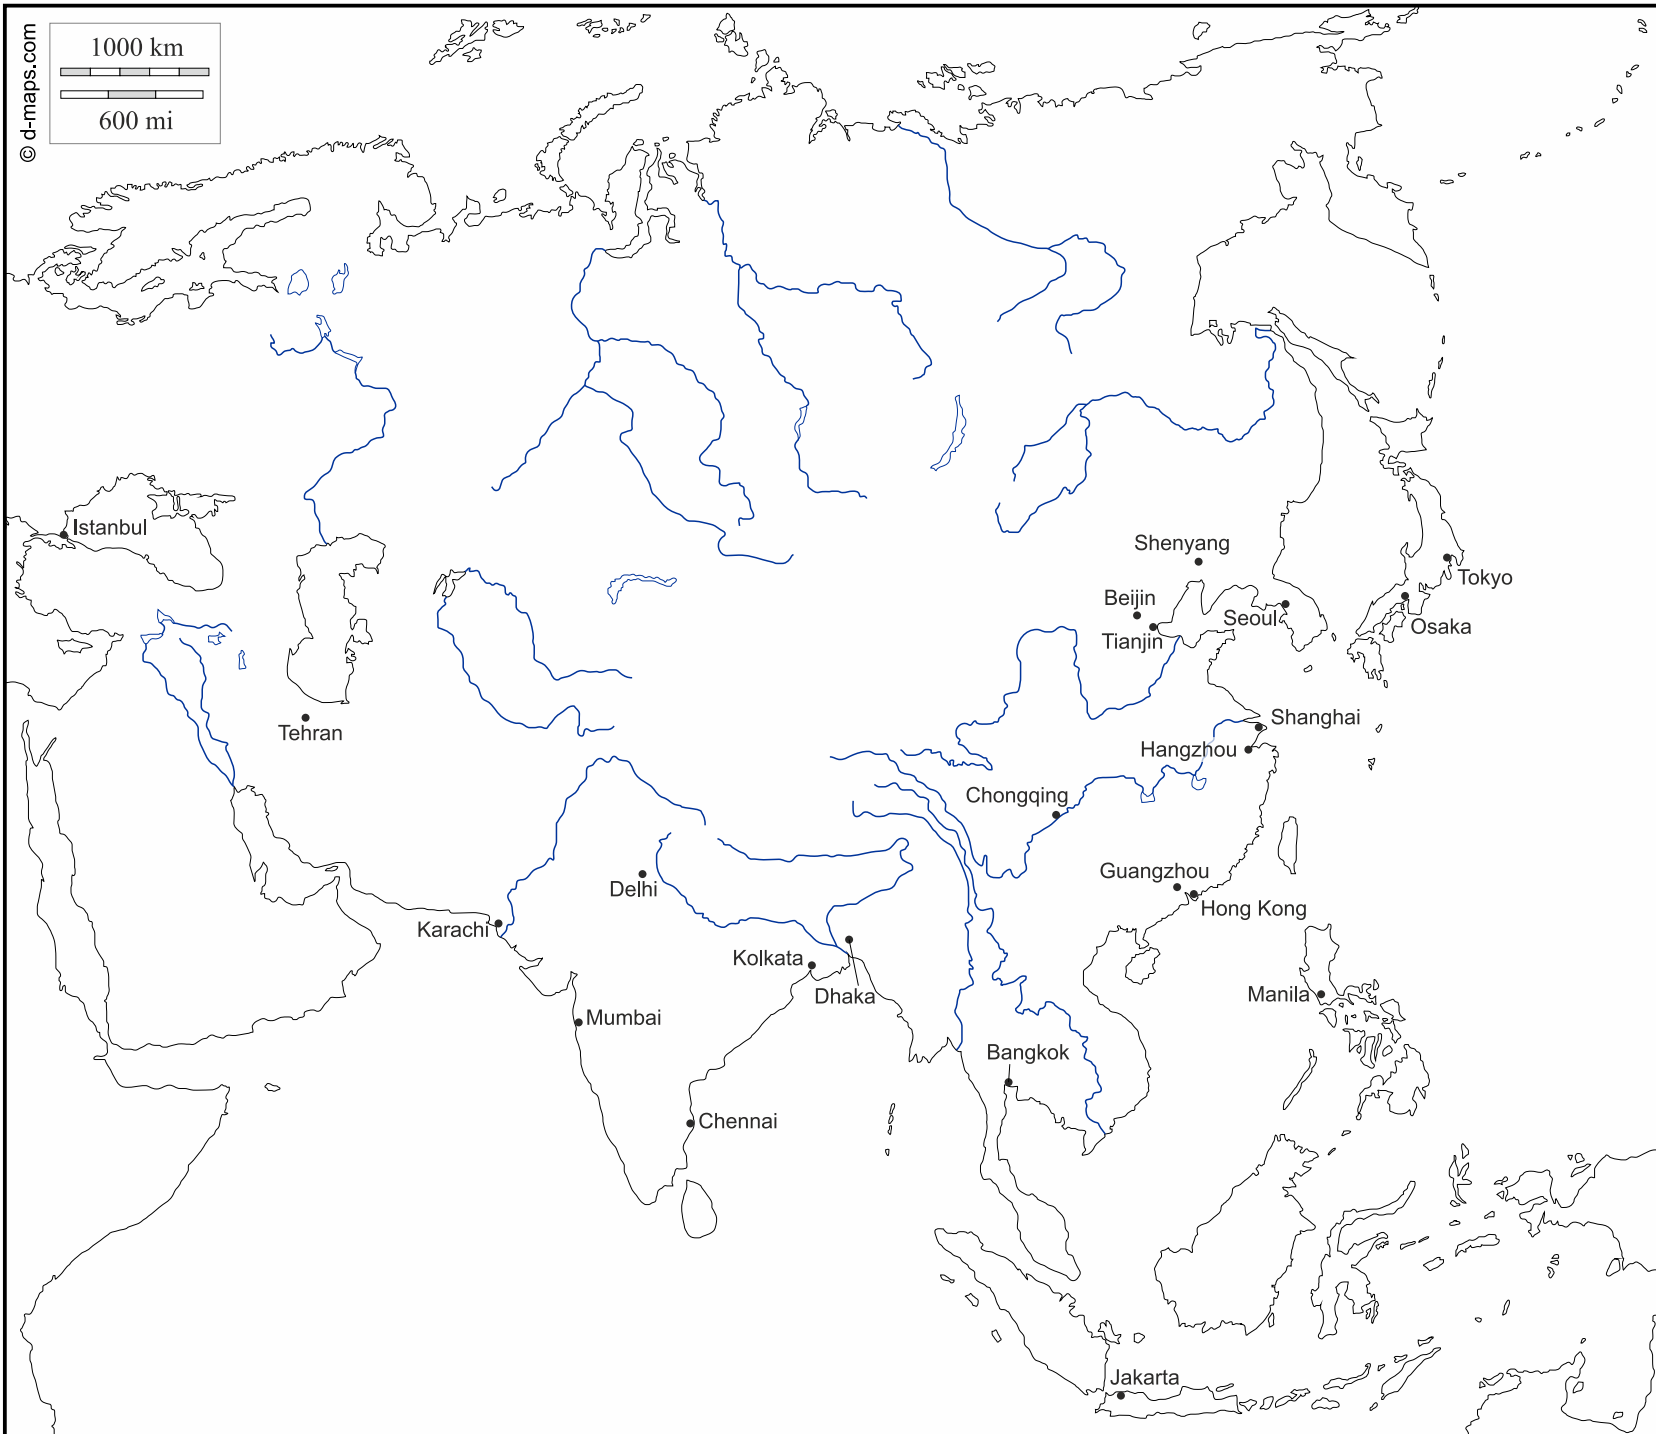 © d-maps.com
1000 km
600 mi
Istanbul
Shenyang
Tokyo
Beijin
Seoul
Osaka
Tianjin
Shanghai
Tehran
Hangzhou
Chongqing
Guangzhou
Delhi
Hong Kong
Karachi
Kolkata
Manila
Dhaka
Mumbai
Bangkok
Chennai
Jakarta